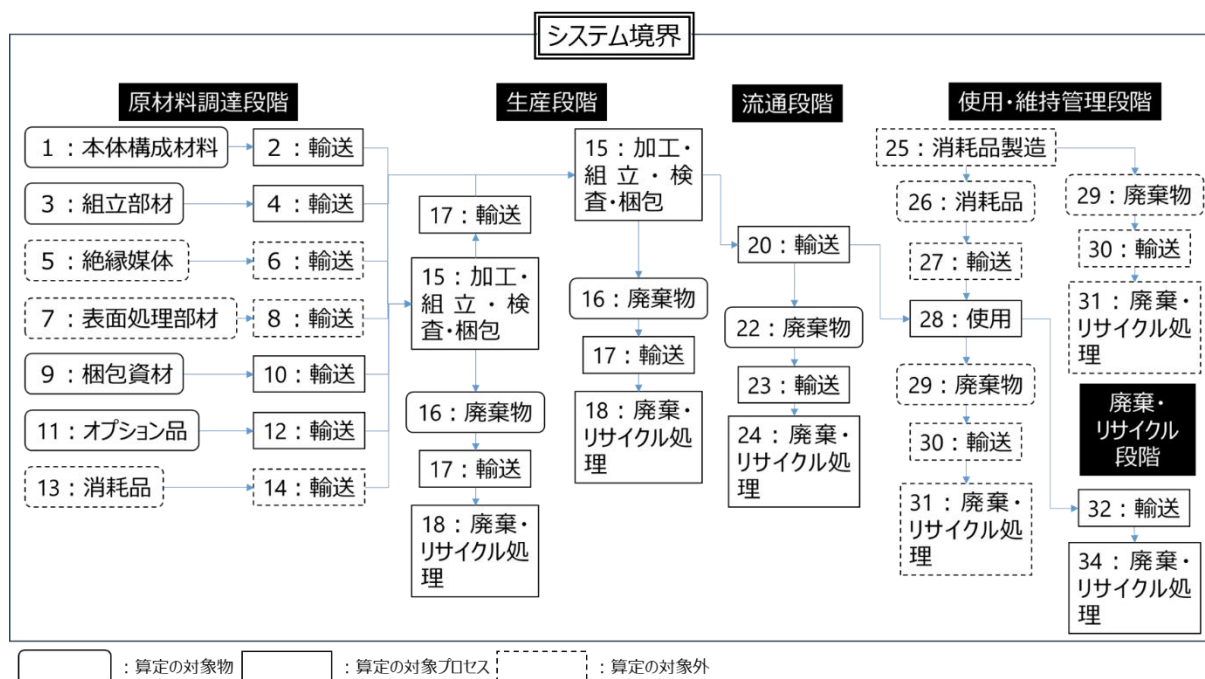 システム境界
原材料調達段階
1：本体構成材料
2：輸送
3：組立部材
4：輸送
5：絶縁媒体
6：輸送
7：表面処理部材
8：輸送
9：梱包資材
10：輸送
11：オプション品
12：輸送
13：消耗品
14：輸送
生産段階
17：輸送
15：加工・
組立・検
査・梱包
16：廃棄物
17：輸送
18：廃棄・
リサイクル処
理
15：加工・
組立・検
査・梱包
16：廃棄物
17：輸送
18：廃棄・
リサイクル処
理
流通段階
20：輸送
22：廃棄物
23：輸送
24：廃棄・
リサイクル処
理
使用・維持管理段階
25：消耗品製造
26：消耗品
27：輸送
28：使用
29：廃棄物
30：輸送
31：廃棄・
リサイクル処
理
29：廃棄物
30：輸送
31：廃棄・
リサイクル処
理
廃棄・
リサイクル
段階
32：輸送
34：廃棄・
リサイクル処
理
：算定の対象物
：算定の対象プロセス
：算定の対象外